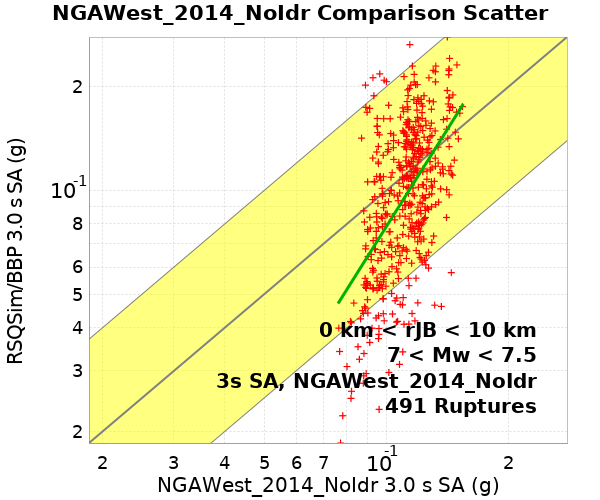 NGAWest_2014_NoIdr Comparison Scatter
RSQSim/BBP 3.0 s SA (g)
2
10-1
8
6
5
4
3
2
0 km < rJB < 10 km
7 < Mw < 7.5
3s SA, NGAWest_2014_NoIdr
491 Ruptures
2 3 4 5 6 7 10-1 2
NGAWest_2014_NoIdr 3.0 s SA (g)